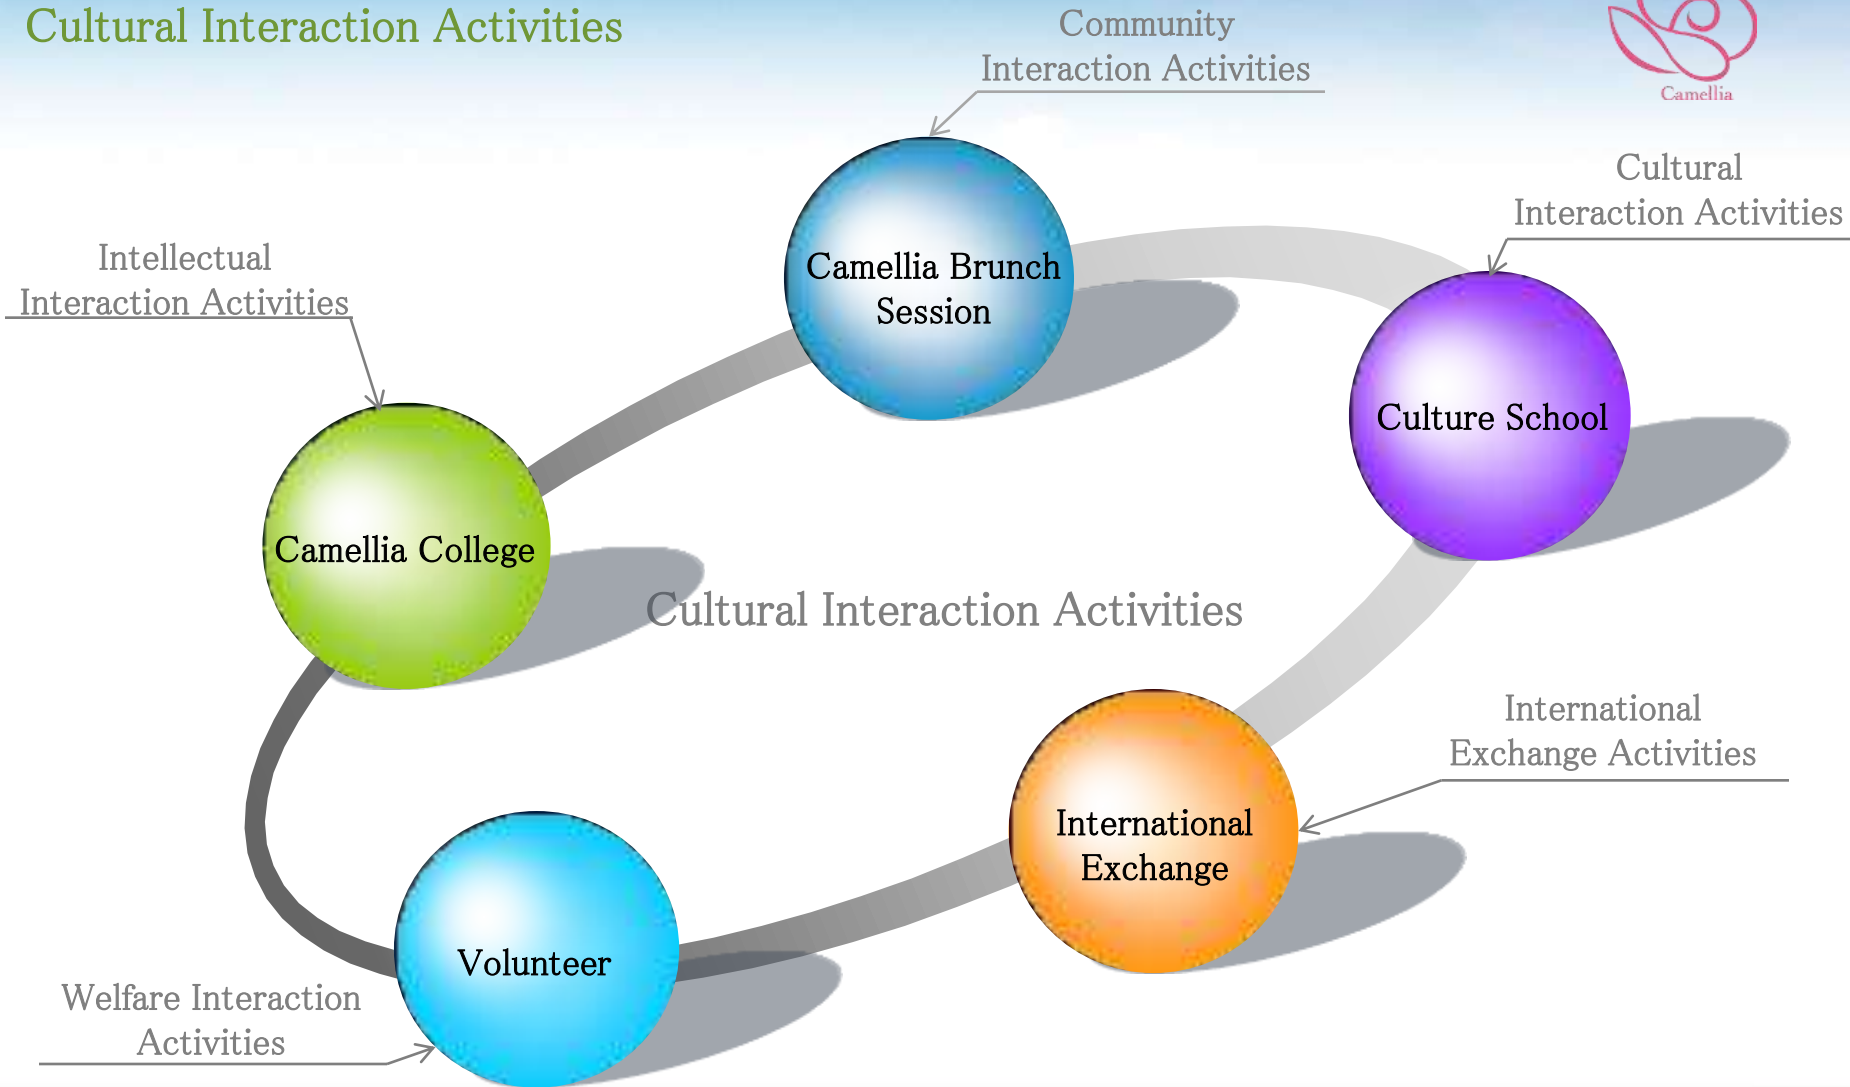 Cultural Interaction Activities
Community
Interaction Activities
Camellia
Cultural
Interaction Activities
Intellectual
Interaction Activities
Camellia Brunch
Session
Culture School
Camellia College
Cultural Interaction Activities
International
Exchange Activities
International
Exchange
Volunteer
Welfare Interaction
Activities